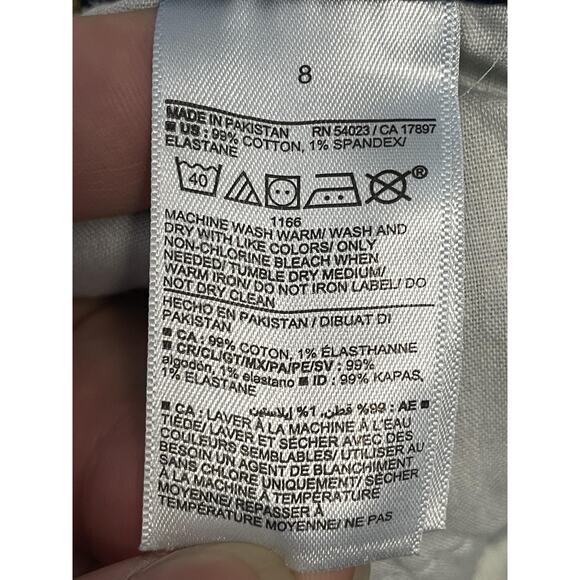 8
MADE IN PAKISTAN RN 54023 / CA 17897
■ US : 99% COTTON, 1% SPANDEX/
ELASTANE
40 ®
1166
MACHINE WASH WARM/ WASH AND
DRY WITH LIKE COLORS/ ONLY
NON-CHLORINE BLEACH WHEN
NEEDED/ TUMBLE DRY MEDIUM/
WARM IRON/ DO NOT IRON LABEL/ DO
NOT DRY CLEAN
HECHO EN PAKISTAN / DIBUAT DI
PAKISTAN
■ CA : 99% COTON, 1% ÉLASTHANNE
■ CR/CL/GT/MX/PA/PE/SV : 99%
algodón, 1% elastano ■ ID : 99% KAPAS,
1% ELASTANE
■ AE : 99% قطن, 1% إيلاستين
■ CA : LAVER À LA MACHINE À L'EAU
TIÈDE/ LAVER ET SÉCHER AVEC DES
COULEURS SEMBLABLES/ UTILISER AU
BESOIN UN AGENT DE BLANCHIMENT
SANS CHLORE UNIQUEMENT/ SÉCHER
À LA MACHINE À TEMPÉRATURE
MOYENNE/ REPASSER À
TEMPÉRATURE MOYENNE/ NE PAS